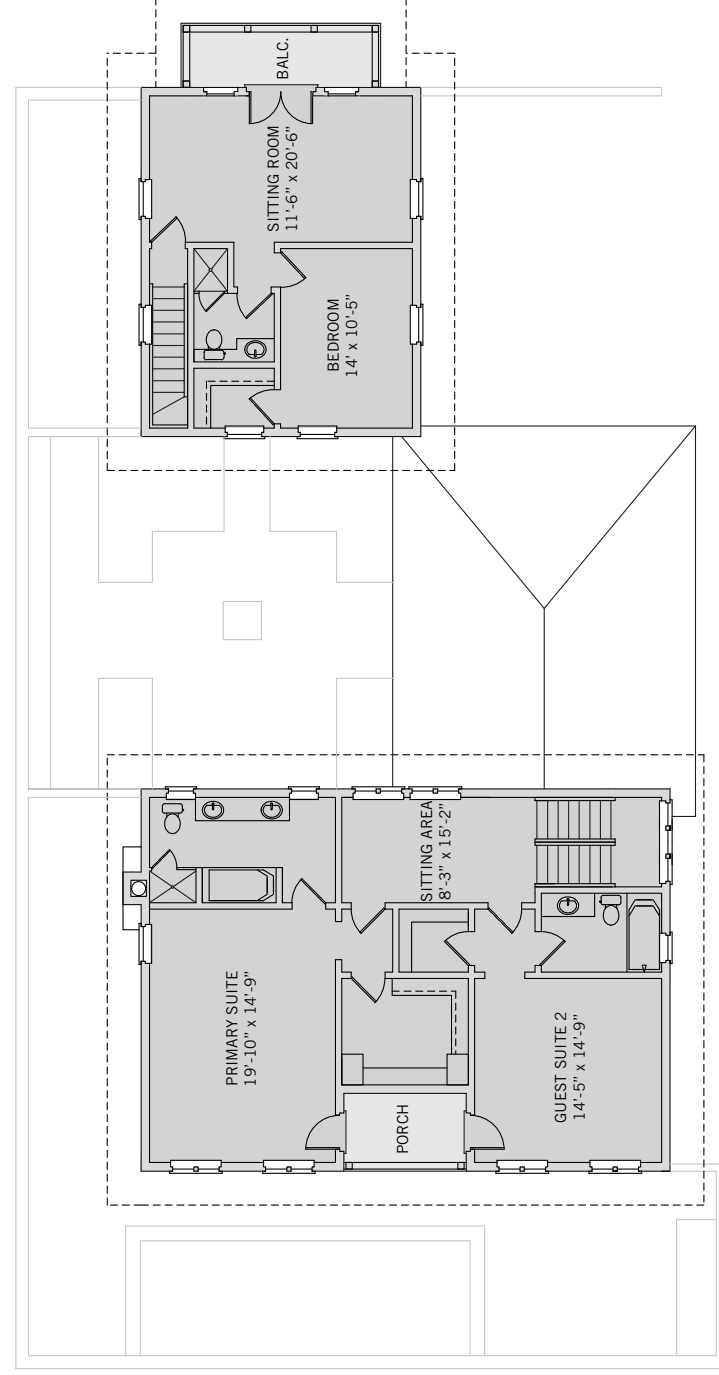 BALC.
SITTING ROOM
11’-6” x 20’-6”
BEDROOM
14’ x 10’-5”
SITTING AREA
8’-3” x 15’-2”
PRIMARY SUITE
19’-10” x 14’-9”
GUEST SUITE 2
14’-5” x 14’-9”
PORCH